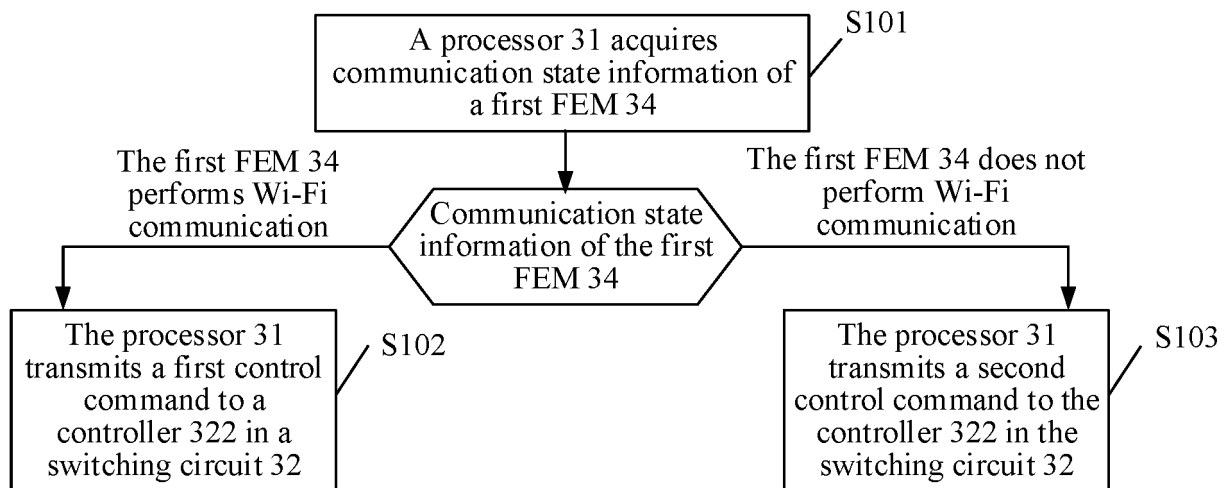 A processor 31 acquires
communication state information of
a first FEM 34
S101
The first FEM 34
performs Wi-Fi
communication
The first FEM 34 does not
perform Wi-Fi
communication
Communication state
information of the first
FEM 34
The processor 31
transmits a first control
command to a
controller 322 in a
switching circuit 32
S102
The processor 31
transmits a second
control command to the
controller 322 in the
switching circuit 32
S103